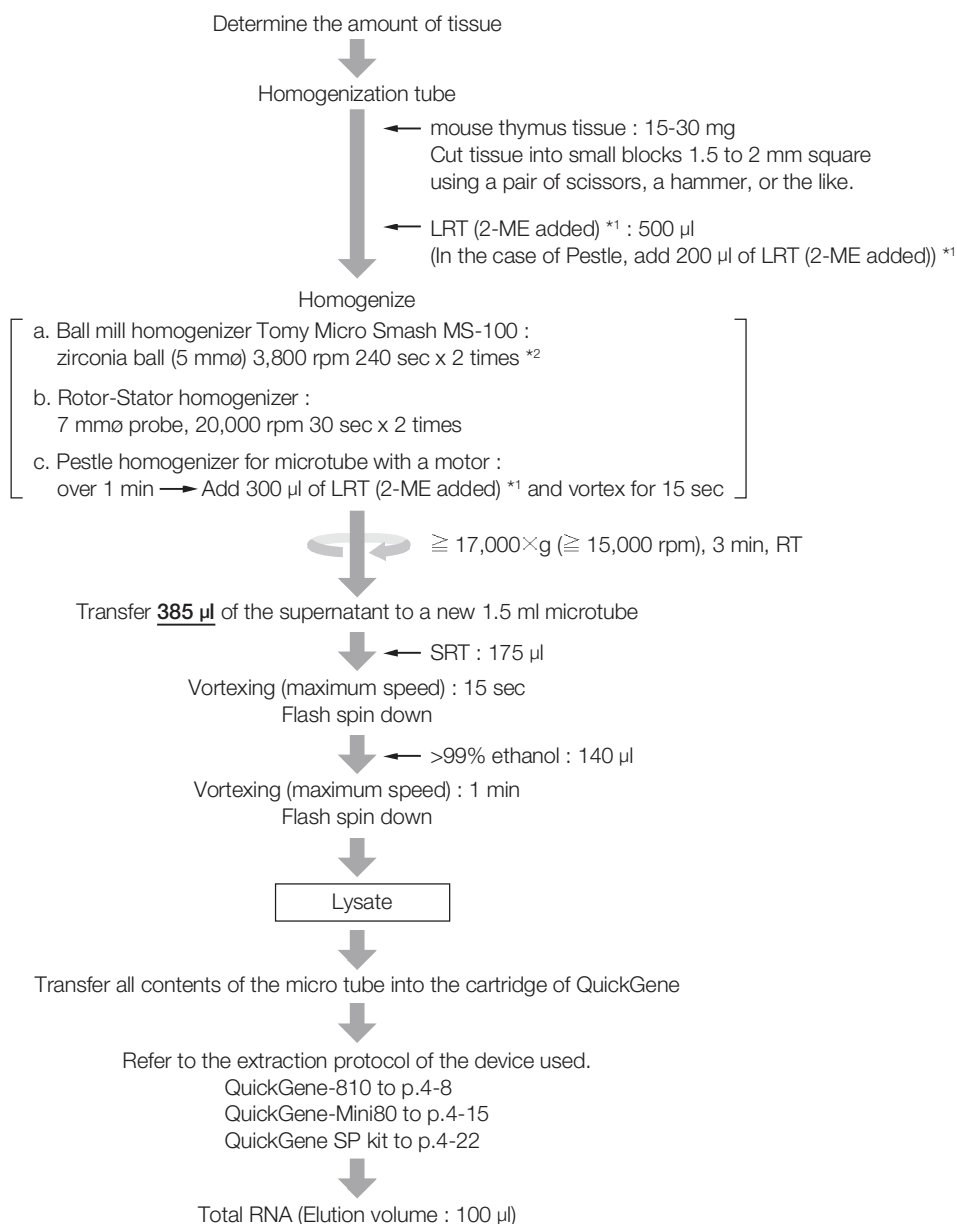 Determine the amount of tissue
Homogenization tube
mouse thymus tissue : 15-30 mg
Cut tissue into small blocks 1.5 to 2 mm square
using a pair of scissors, a hammer, or the like.
LRT (2-ME added) *1 : 500 µl
(In the case of Pestle, add 200 µl of LRT (2-ME added)) *1
Homogenize
a. Ball mill homogenizer Tomy Micro Smash MS-100 :
zirconia ball (5 mmø) 3,800 rpm 240 sec x 2 times *2
b. Rotor-Stator homogenizer :
7 mmø probe, 20,000 rpm 30 sec x 2 times
c. Pestle homogenizer for microtube with a motor :
over 1 min → Add 300 µl of LRT (2-ME added) *1 and vortex for 15 sec
≧ 17,000×g (≧ 15,000 rpm), 3 min, RT
Transfer 385 µl of the supernatant to a new 1.5 ml microtube
SRT : 175 µl
Vortexing (maximum speed) : 15 sec
Flash spin down
>99% ethanol : 140 µl
Vortexing (maximum speed) : 1 min
Flash spin down
Lysate
Transfer all contents of the micro tube into the cartridge of QuickGene
Refer to the extraction protocol of the device used.
QuickGene-810 to p.4-8
QuickGene-Mini80 to p.4-15
QuickGene SP kit to p.4-22
Total RNA (Elution volume : 100 µl)